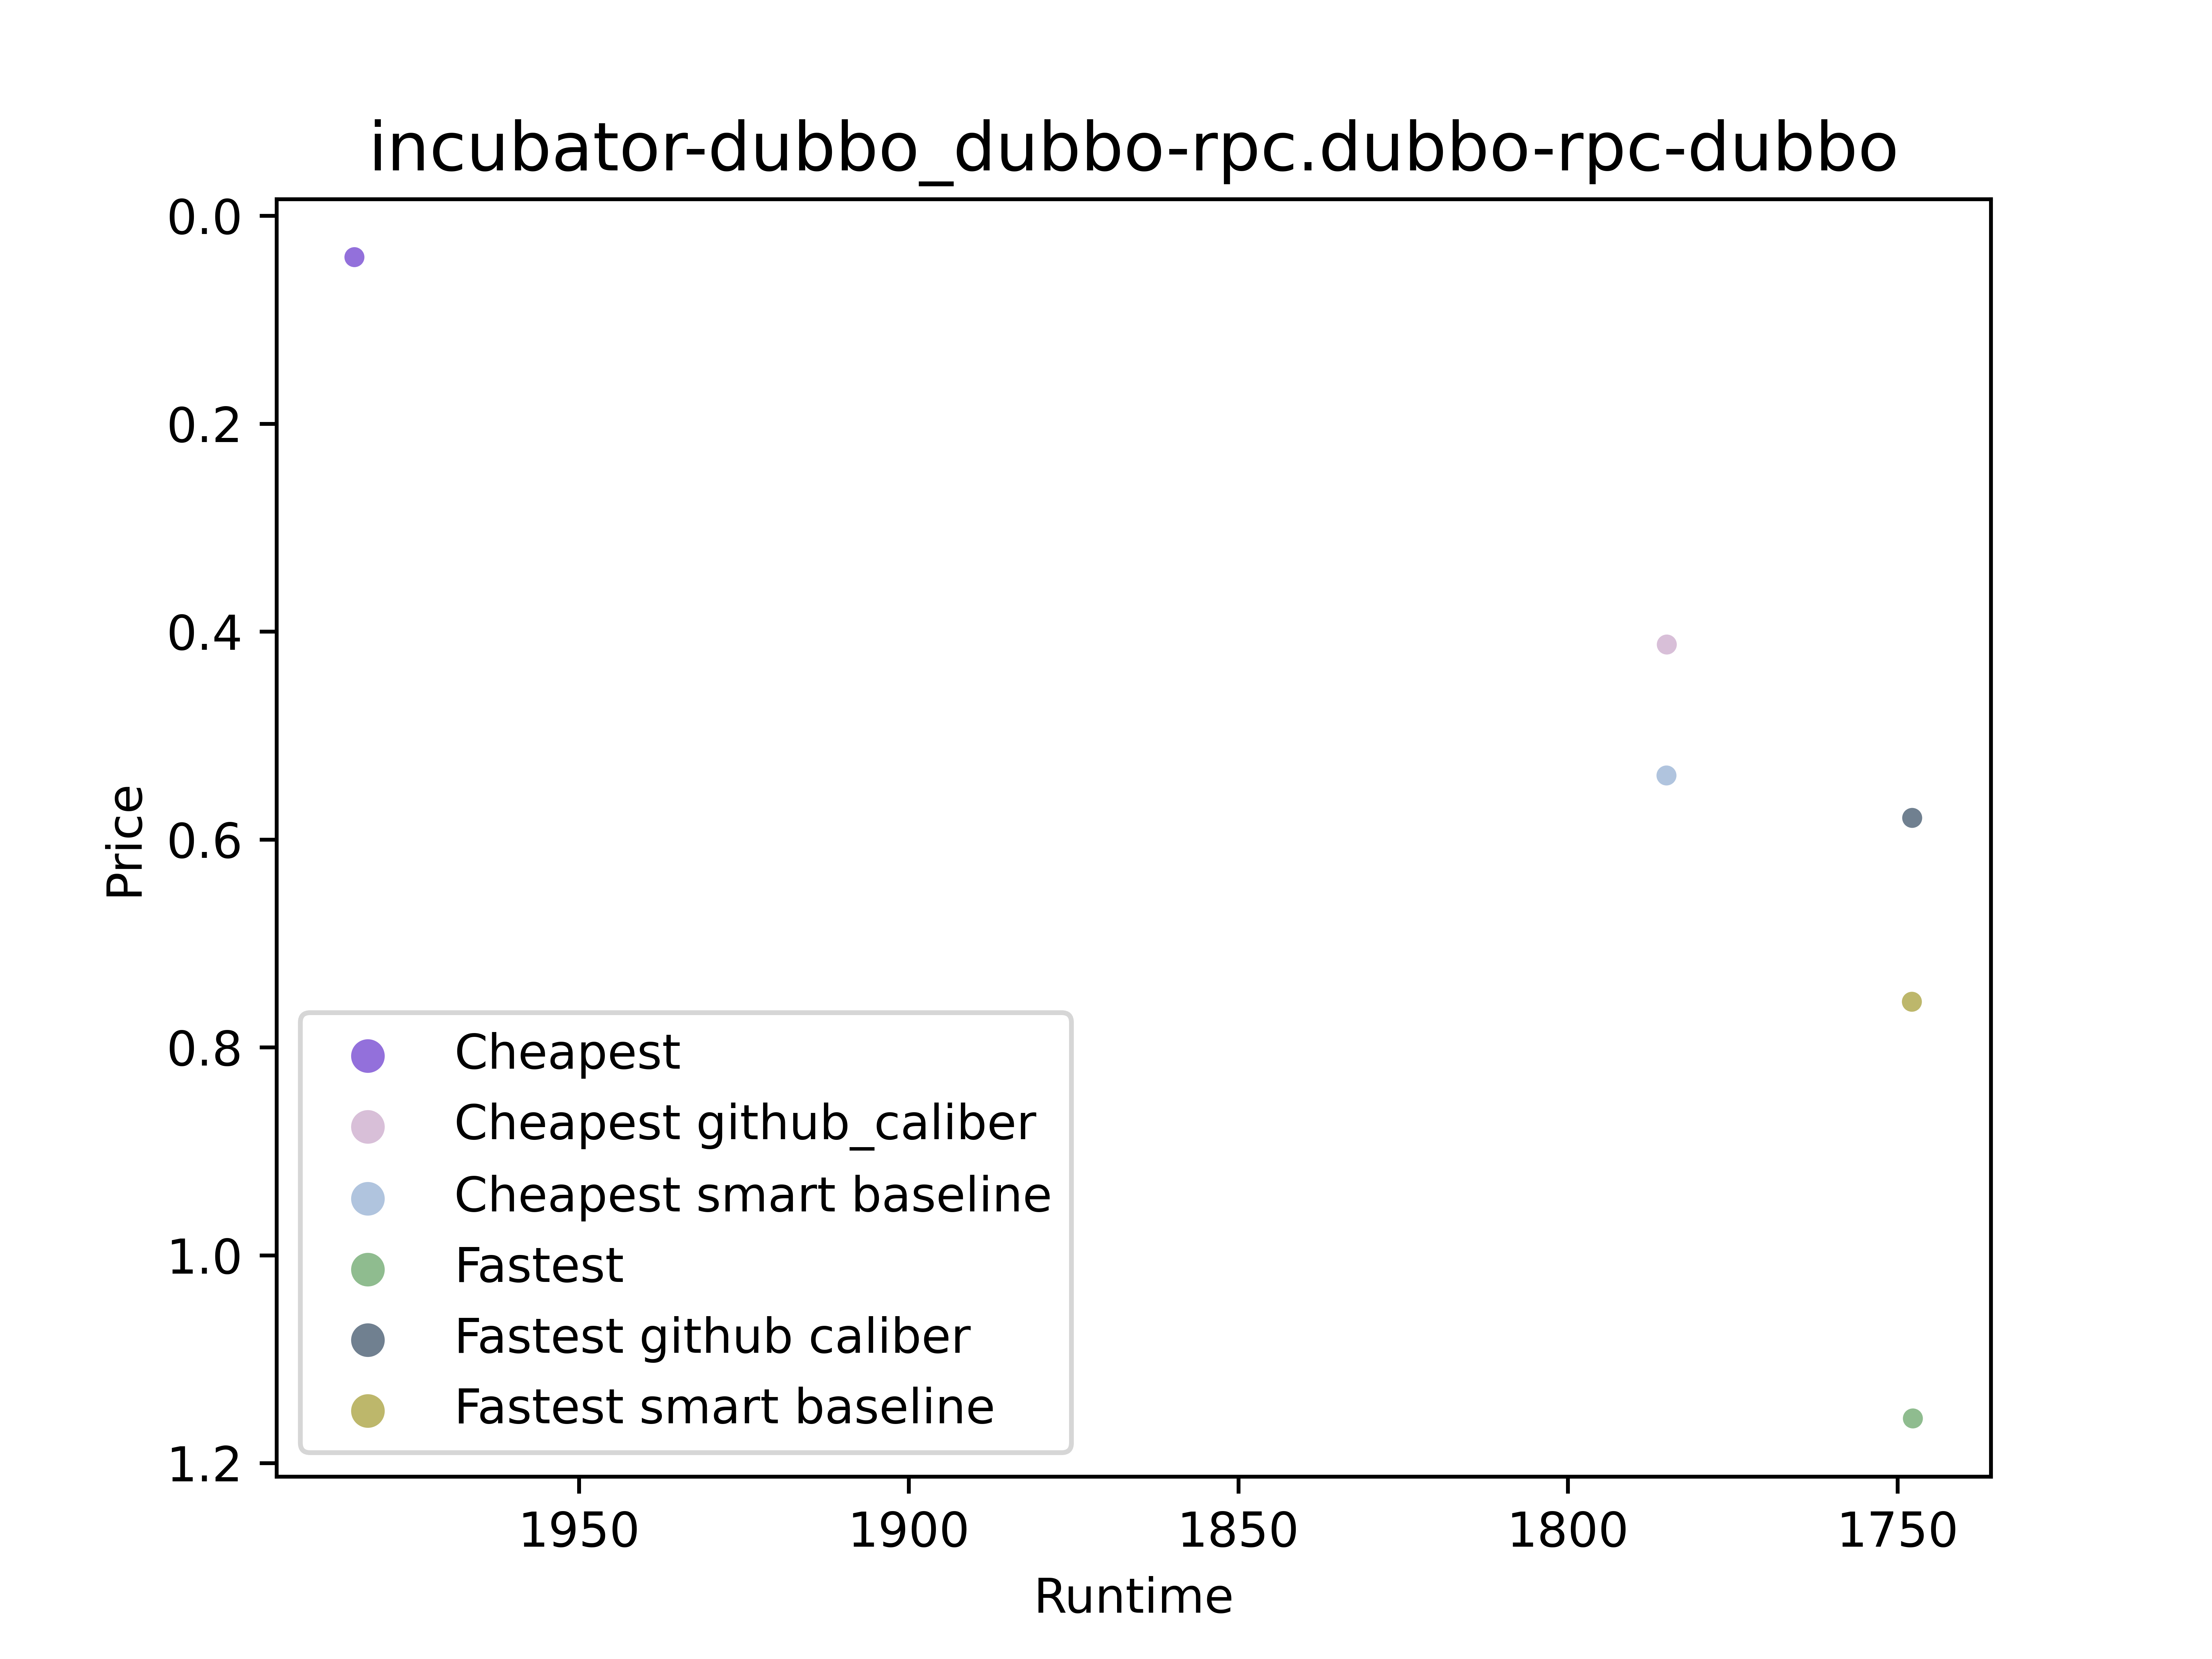 incubator-dubbo_dubbo-rpc.dubbo-rpc-dubbo
0.0
0.2
0.4
0.6
0.8
1.0
1.2
Price
Cheapest
Cheapest github_caliber
Cheapest smart baseline
Fastest
Fastest github caliber
Fastest smart baseline
1950 1900 1850 1800 1750
Runtime